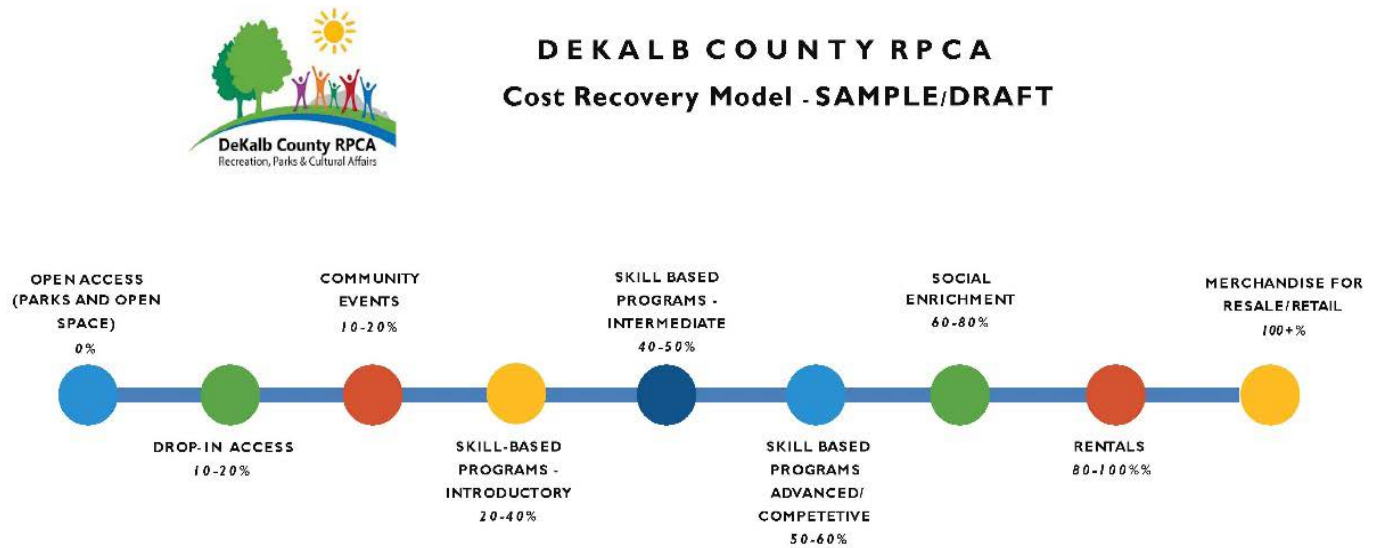 DeKalb County RPCA
Recreation, Parks & Cultural Affairs
DEKALB COUNTY RPCA
Cost Recovery Model - SAMPLE/DRAFT
OPEN ACCESS
(PARKS AND OPEN
SPACE)
0%
DROP-IN ACCESS
10-20%
COMMUNITY
EVENTS
10-20%
SKILL-BASED
PROGRAMS -
INTRODUCTORY
20-40%
SKILL BASED
PROGRAMS -
INTERMEDIATE
40-50%
SKILL BASED
PROGRAMS
ADVANCED/
COMPETETIVE
50-60%
SOCIAL
ENRICHMENT
60-80%
RENTALS
80-100%%
MERCHANDISE FOR
RESALE/RETAIL
100+%